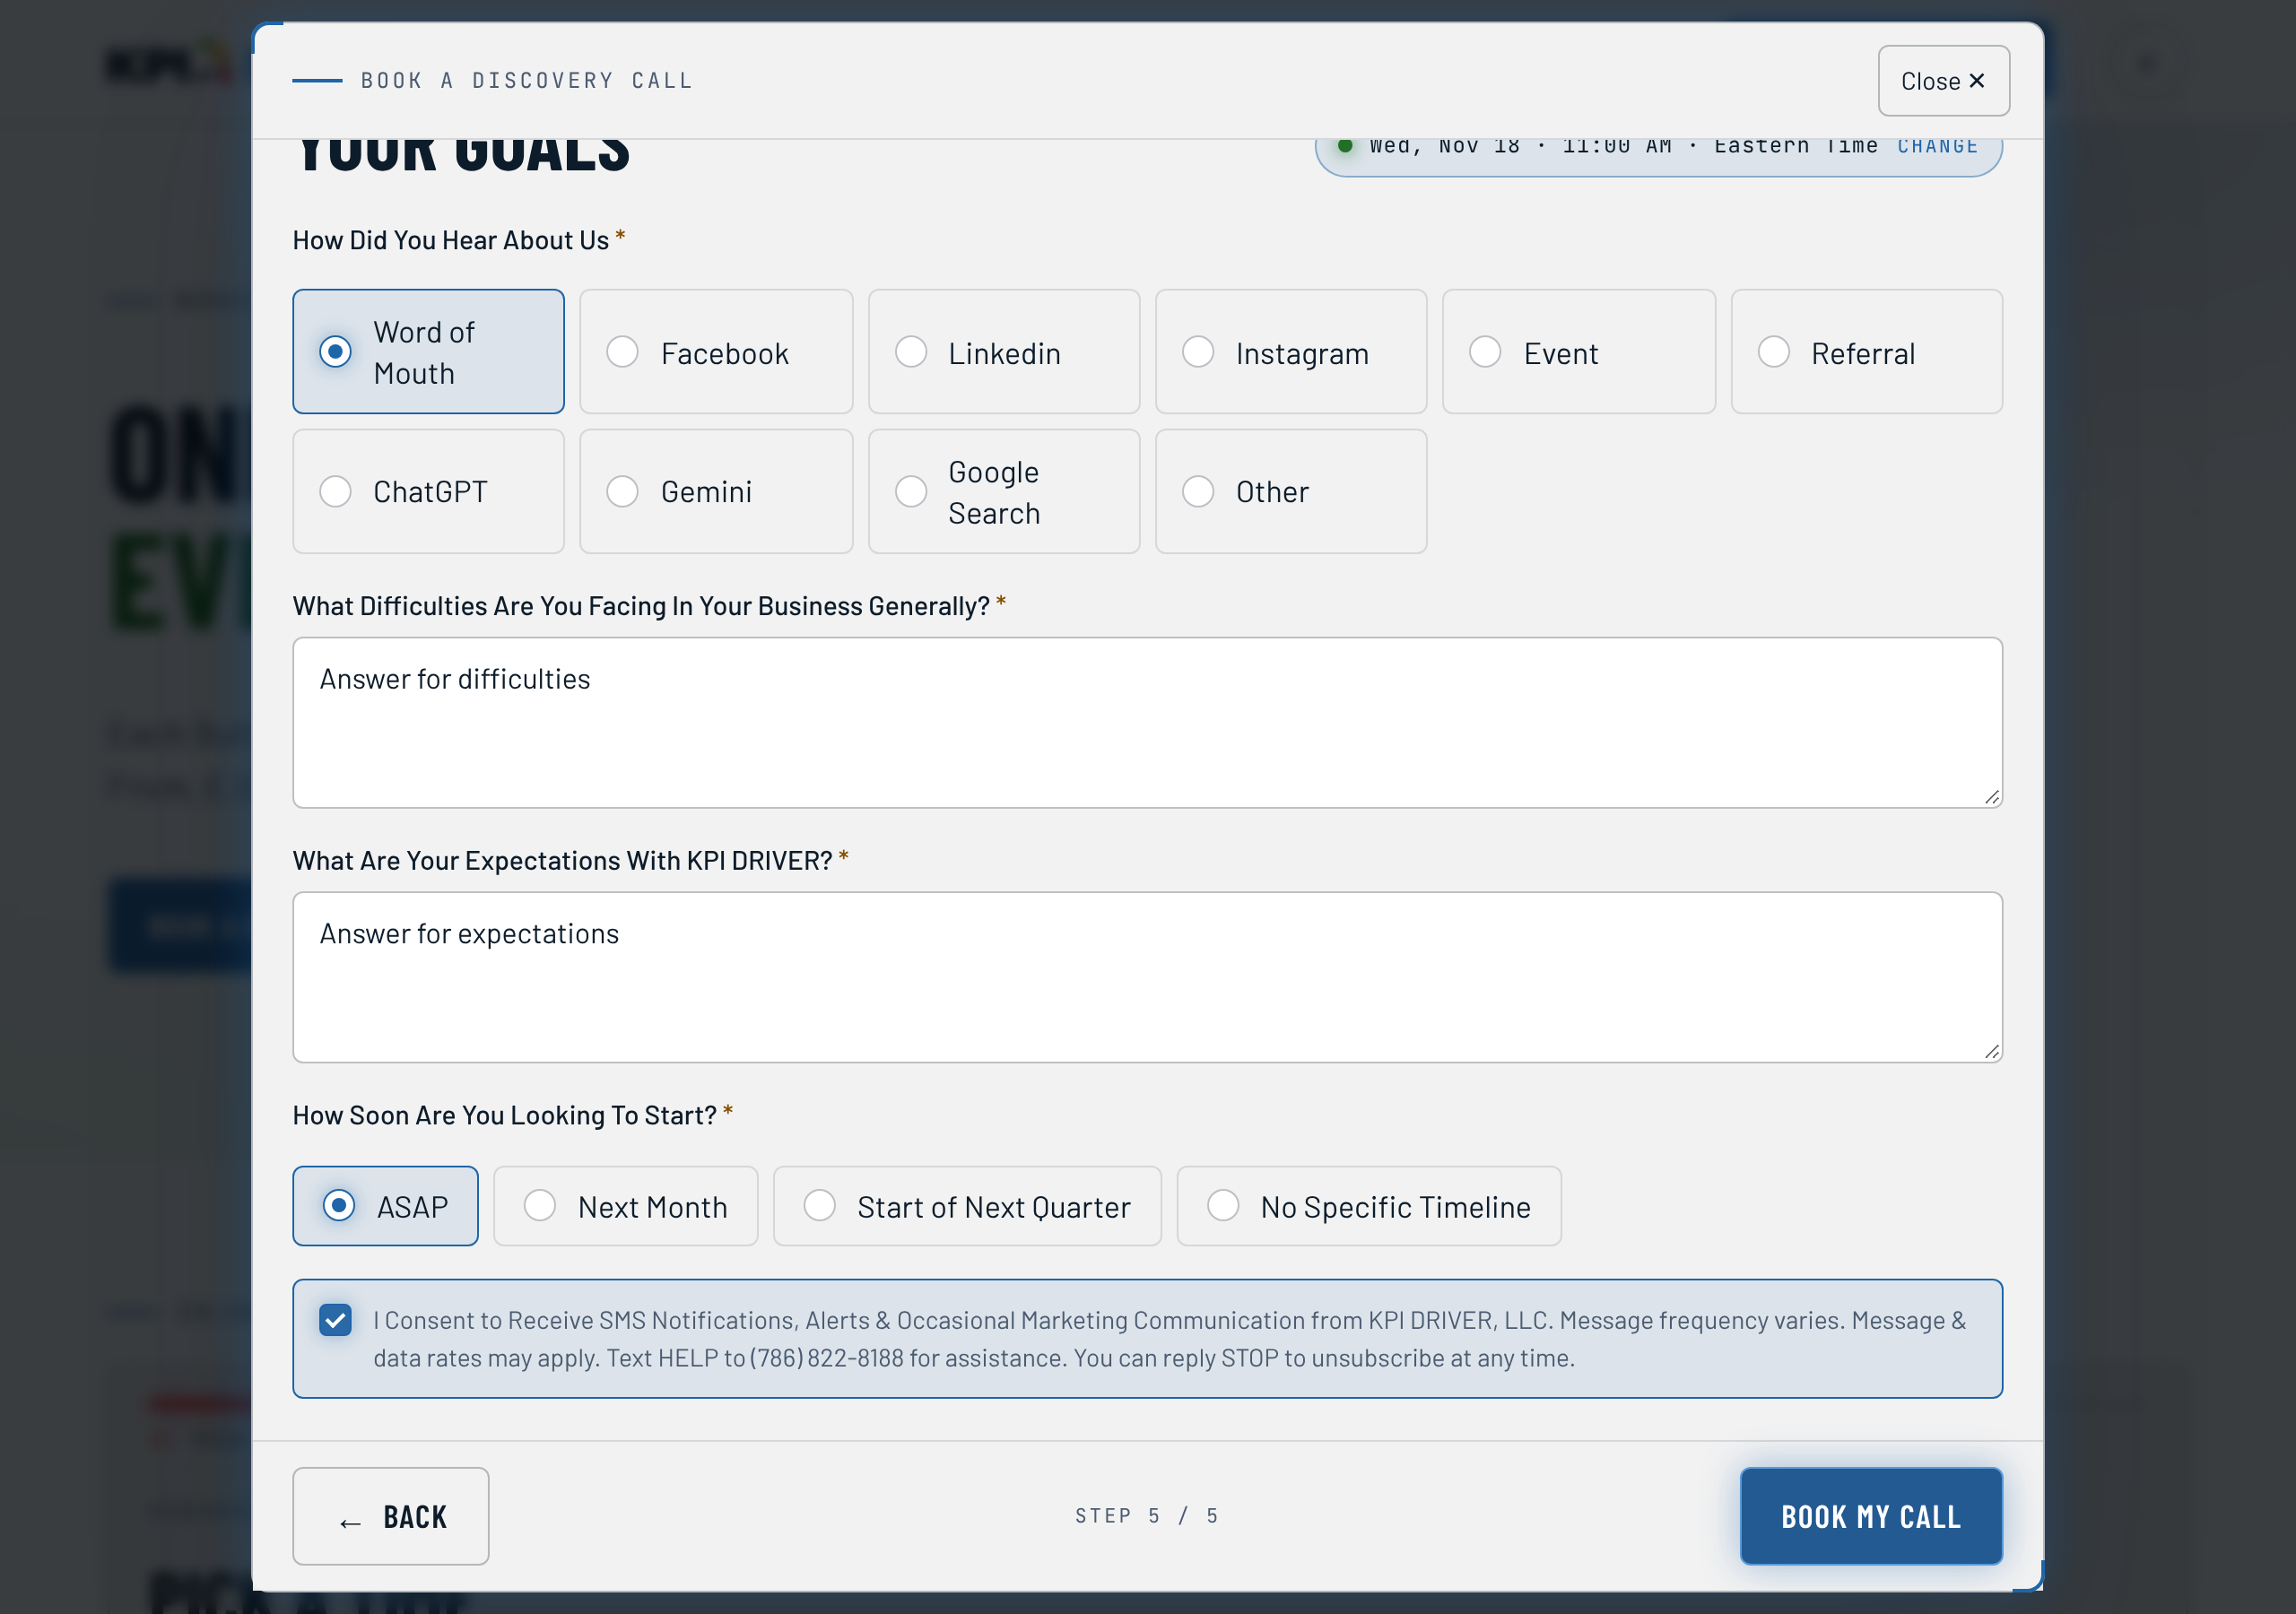 BOOK A DISCOVERY CALL
Close ✕
YOUR GOALS
Wed, Nov 18 · 11:00 AM · Eastern Time CHANGE
How Did You Hear About Us *
Word of
Mouth
Facebook
Linkedin
Instagram
Event
Referral
ChatGPT
Gemini
Google
Search
Other
What Difficulties Are You Facing In Your Business Generally? *
Answer for difficulties
What Are Your Expectations With KPI DRIVER? *
Answer for expectations
How Soon Are You Looking To Start? *
ASAP
Next Month
Start of Next Quarter
No Specific Timeline
I Consent to Receive SMS Notifications, Alerts & Occasional Marketing Communication from KPI DRIVER, LLC. Message frequency varies. Message &
data rates may apply. Text HELP to (786) 822-8188 for assistance. You can reply STOP to unsubscribe at any time.
← BACK
STEP 5 / 5
BOOK MY CALL